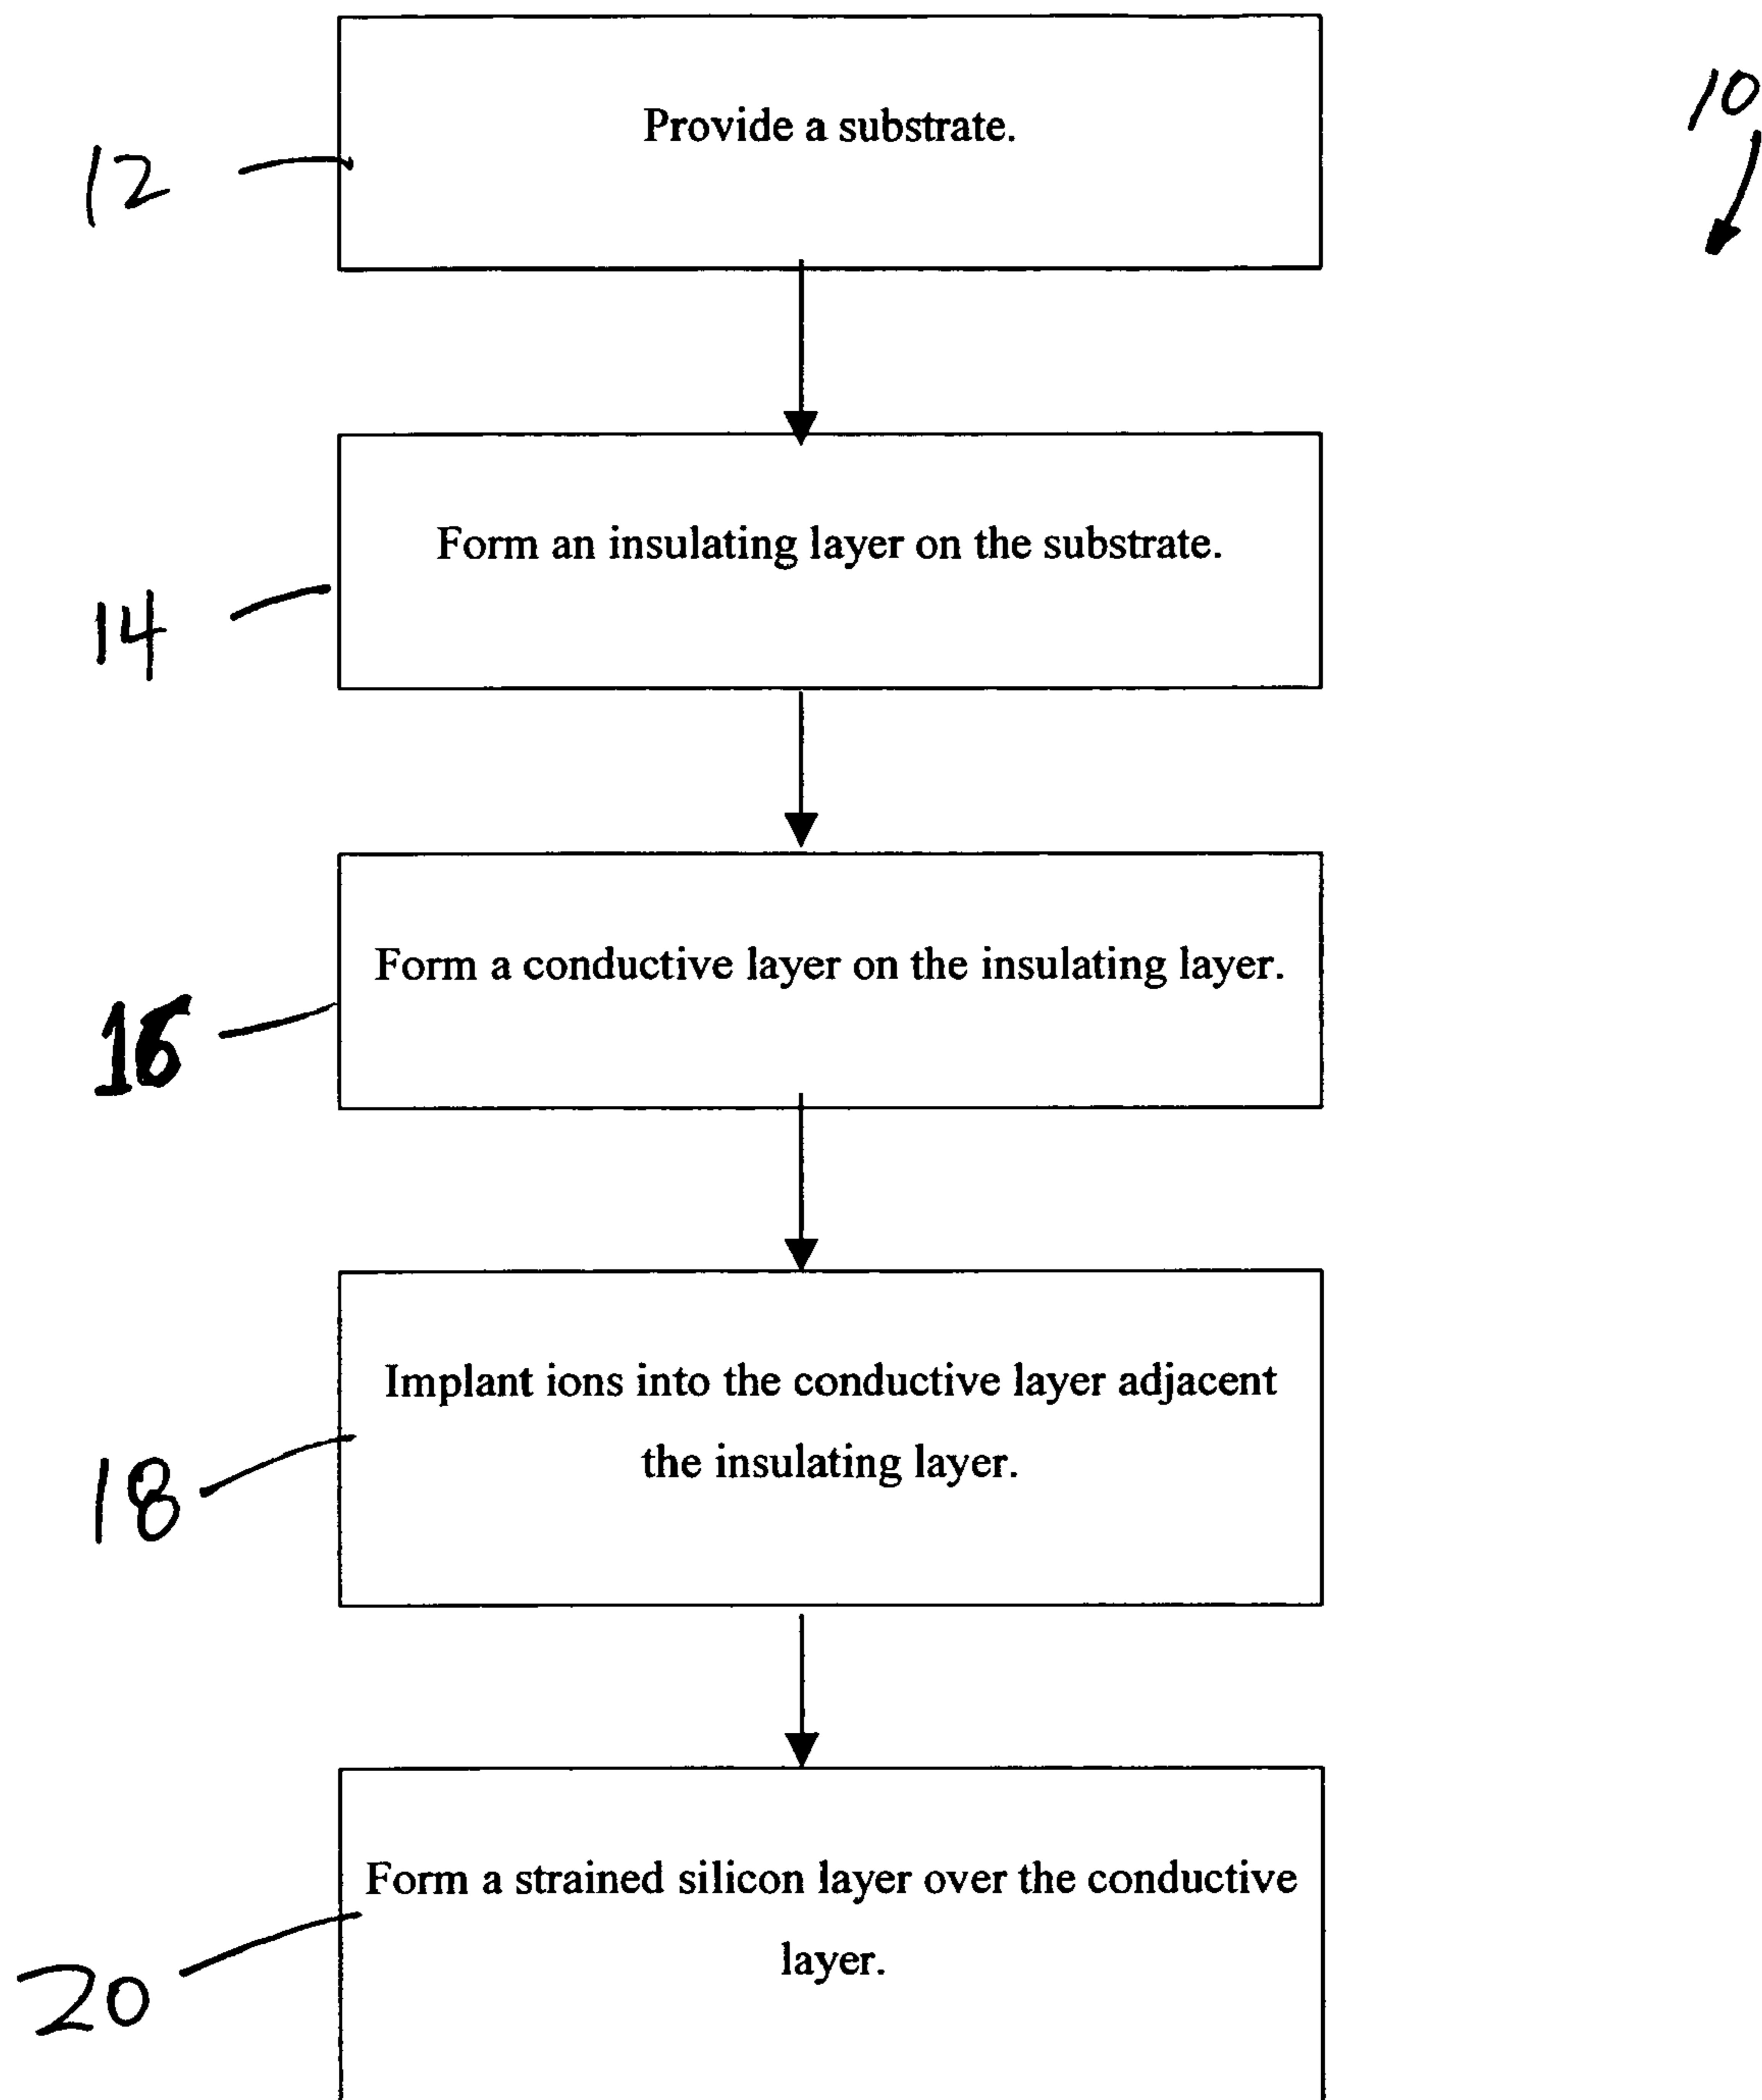 Provide a substrate.
10
12
Form an insulating layer on the substrate.
14
Form a conductive layer on the insulating layer.
16
Implant ions into the conductive layer adjacent
the insulating layer.
18
Form a strained silicon layer over the conductive
layer.
20